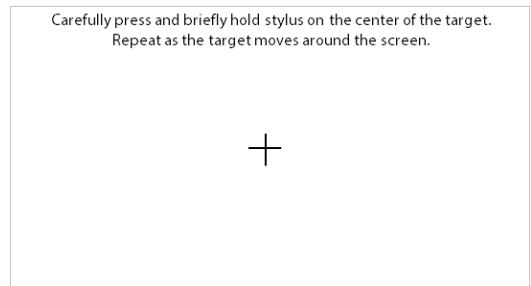 Carefully press and briefly hold stylus on the center of the target.
Repeat as the target moves around the screen.